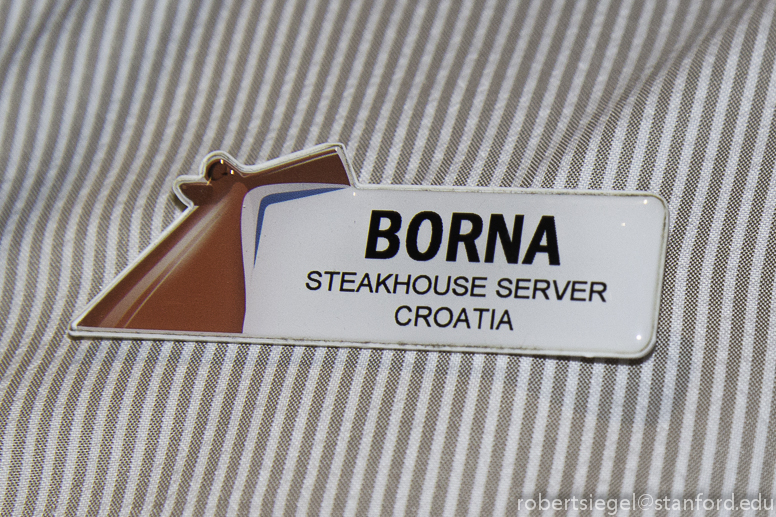 BORNA
STEAKHOUSE SERVER
CROATIA
robertsiegel@stanford.edu